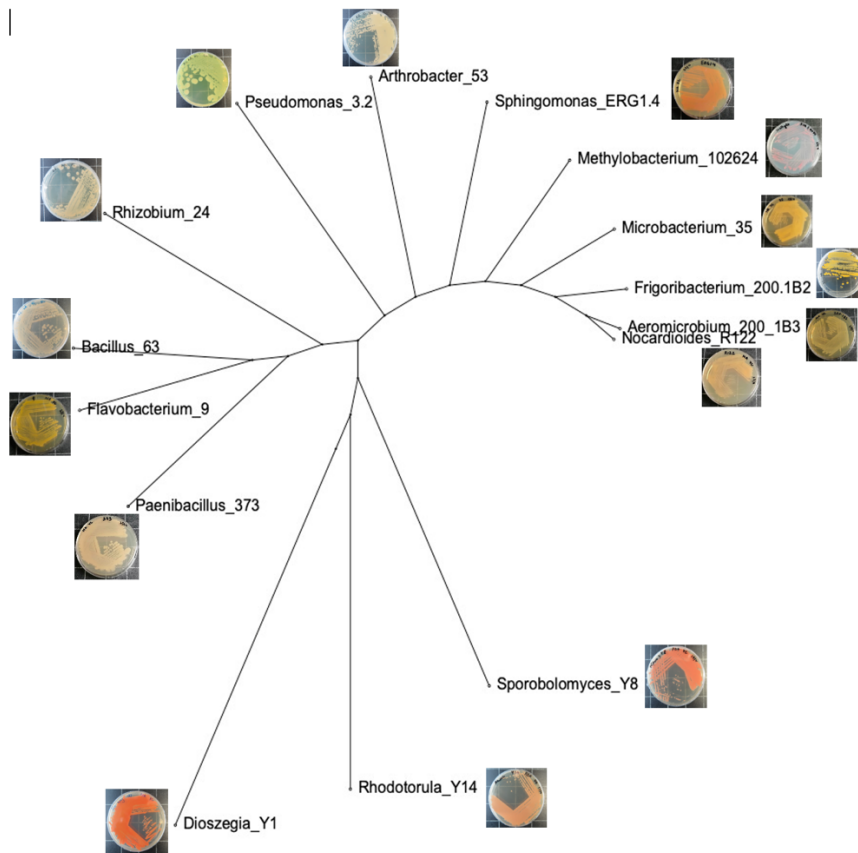 Arthrobacter_53
Pseudomonas_3.2
Sphingomonas_ERG1.4
Methylobacterium_102624
Rhizobium_24
Microbacterium_35
Frigoribacterium_200.1B2
Aeromicrobium_200_1B3
Nocardioides_R122
Bacillus_63
Flavobacterium_9
Paenibacillus_373
Sporobolomyces_Y8
Rhodotorula_Y14
Dioszegia_Y1